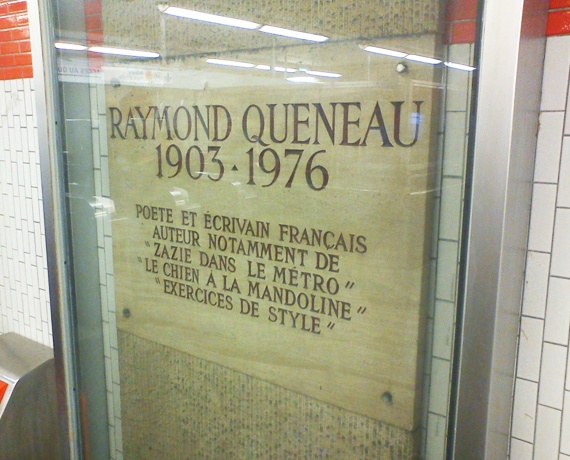 RAYMOND QUENEAU
1903 · 1976
POETE ET ÉCRIVAIN FRANÇAIS
AUTEUR NOTAMMENT DE
"ZAZIE DANS LE MÉTRO"
"LE CHIEN A LA MANDOLINE"
"EXERCICES DE STYLE"